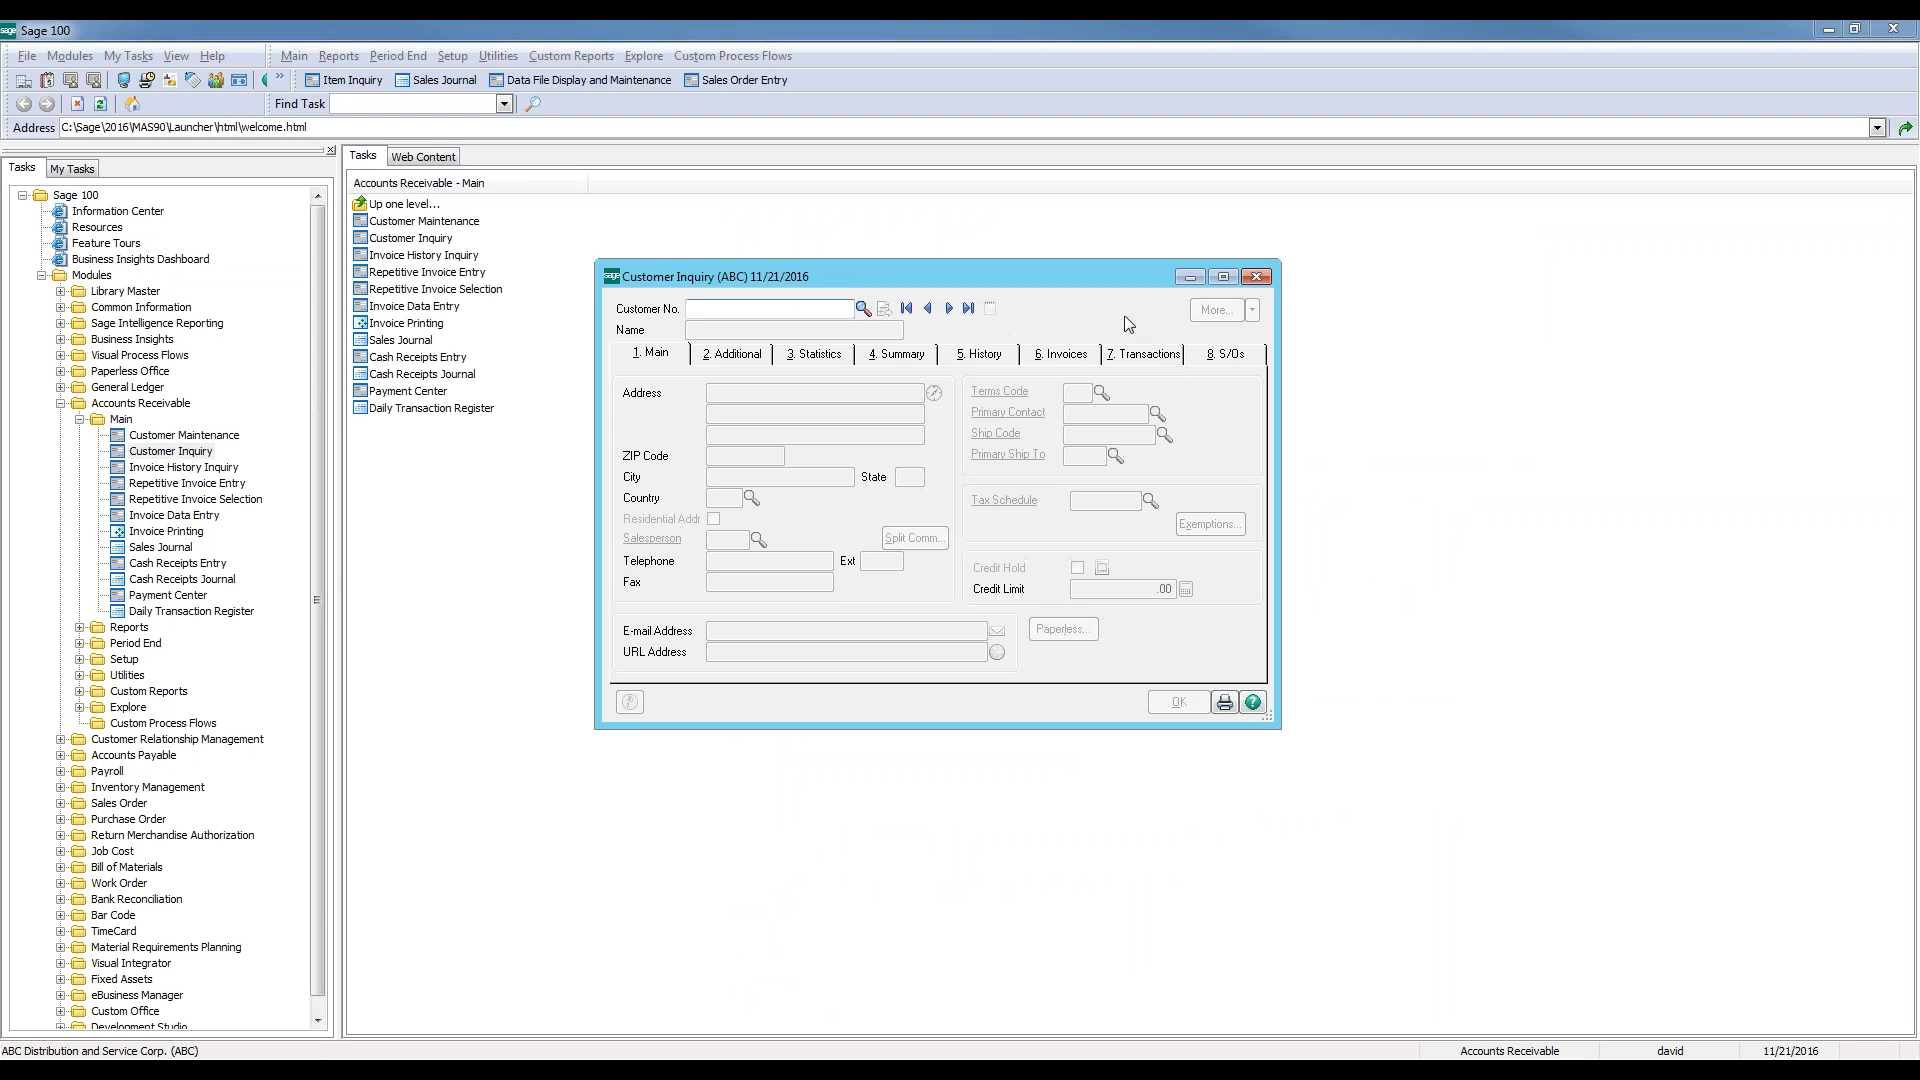 sage Sage 100
File Modules My Tasks View Help Main Reports Period End Setup Utilities Custom Reports Explore Custom Process Flows
Item Inquiry Sales Journal Data File Display and Maintenance Sales Order Entry
Find Task
Address C:\Sage\2016\MAS90\Launcher\html\welcome.html
Tasks My Tasks
Sage 100
Information Center
Resources
Feature Tours
Business Insights Dashboard
Modules
Library Master
Common Information
Sage Intelligence Reporting
Business Insights
Visual Process Flows
Paperless Office
General Ledger
Accounts Receivable
Main
Customer Maintenance
Customer Inquiry
Invoice History Inquiry
Repetitive Invoice Entry
Repetitive Invoice Selection
Invoice Data Entry
Invoice Printing
Sales Journal
Cash Receipts Entry
Cash Receipts Journal
Payment Center
Daily Transaction Register
Reports
Period End
Setup
Utilities
Custom Reports
Explore
Custom Process Flows
Customer Relationship Management
Accounts Payable
Payroll
Inventory Management
Sales Order
Purchase Order
Return Merchandise Authorization
Job Cost
Bill of Materials
Work Order
Bank Reconciliation
Bar Code
TimeCard
Material Requirements Planning
Visual Integrator
Fixed Assets
eBusiness Manager
Custom Office
Development Studio
Tasks Web Content
Accounts Receivable - Main
Up one level...
Customer Maintenance
Customer Inquiry
Invoice History Inquiry
Repetitive Invoice Entry
Repetitive Invoice Selection
Invoice Data Entry
Invoice Printing
Sales Journal
Cash Receipts Entry
Cash Receipts Journal
Payment Center
Daily Transaction Register
sage Customer Inquiry (ABC) 11/21/2016
Customer No. More...
Name
1. Main 2. Additional 3. Statistics 4. Summary 5. History 6. Invoices 7. Transactions 8. S/Os
Address
ZIP Code
City State
Country
Residential Addr
Salesperson Split Comm...
Telephone Ext
Fax
Terms Code
Primary Contact
Ship Code
Primary Ship To
Tax Schedule
Exemptions...
Credit Hold
Credit Limit .00
E-mail Address Paperless...
URL Address
OK
ABC Distribution and Service Corp. (ABC) Accounts Receivable david 11/21/2016